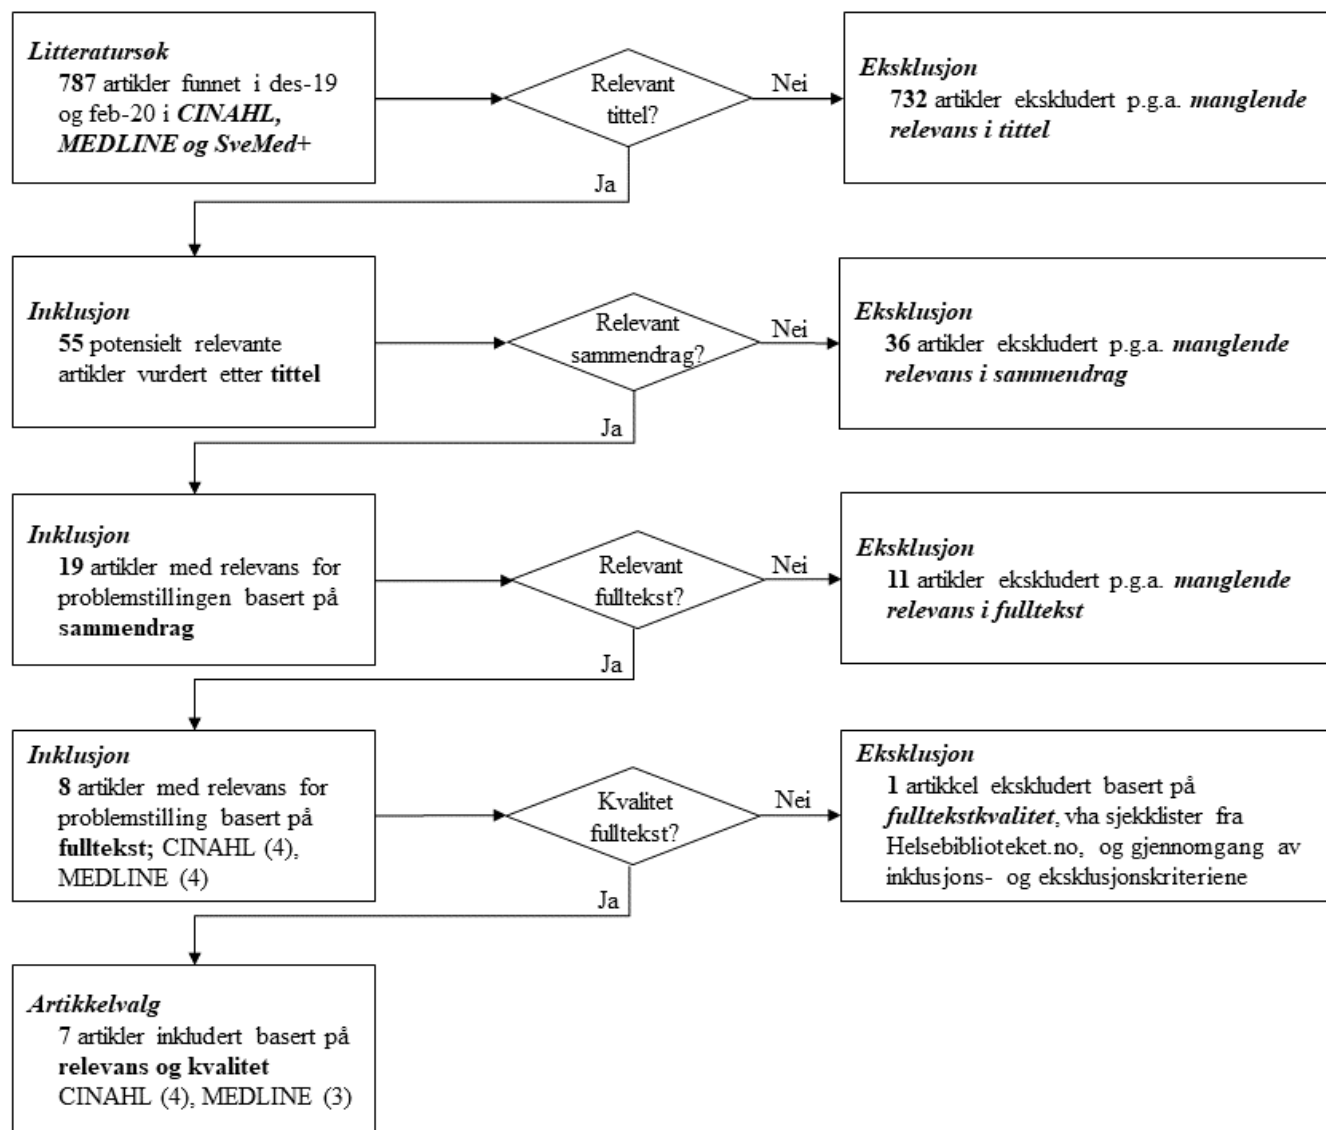 Litteratursøk
787 artikler funnet i des-19
og feb-20 i CINAHL,
MEDLINE og SveMed+
Relevant
tittel?
Nei
Eksklusjon
732 artikler ekskludert p.g.a. manglende
relevans i tittel
Ja
Inklusjon
55 potensielt relevante
artikler vurdert etter tittel
Relevant
sammendrag?
Nei
Eksklusjon
36 artikler ekskludert p.g.a. manglende
relevans i sammendrag
Ja
Inklusjon
19 artikler med relevans for
problemstillingen basert på
sammendrag
Relevant
fulltekst?
Nei
Eksklusjon
11 artikler ekskludert p.g.a. manglende
relevans i fulltekst
Ja
Inklusjon
8 artikler med relevans for
problemstilling basert på
fulltekst; CINAHL (4),
MEDLINE (4)
Kvalitet
fulltekst?
Nei
Eksklusjon
1 artikkel ekskludert basert på
fulltekstkvalitet, vha sjekklister fra
Helsebiblioteket.no, og gjennomgang av
inklusjons- og eksklusjonskriteriene
Ja
Artikkelvalg
7 artikler inkludert basert på
relevans og kvalitet
CINAHL (4), MEDLINE (3)